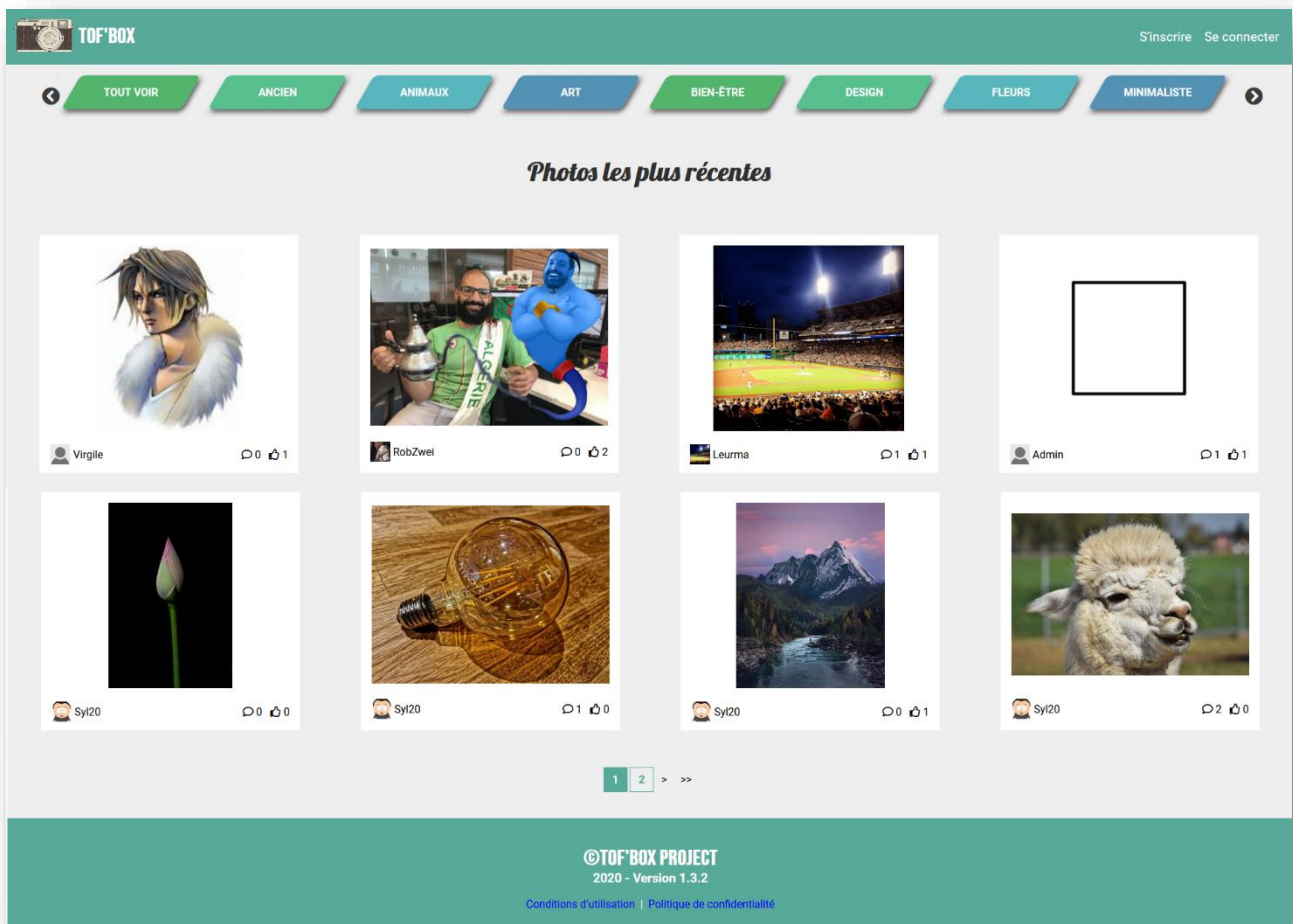 TOF'BOX
S'inscrire Se connecter
TOUT VOIR ANCIEN ANIMAUX ART BIEN-ÊTRE DESIGN FLEURS MINIMALISTE
Photos les plus récentes
ALGERIE
Virgile 0 1
RobZwei 0 2
Leurma 1 1
Admin 1 1
Syl20 0 0
Syl20 1 0
Syl20 0 1
Syl20 2 0
1 2 > >>
©TOF'BOX PROJECT
2020 - Version 1.3.2
Conditions d'utilisation | Politique de confidentialité